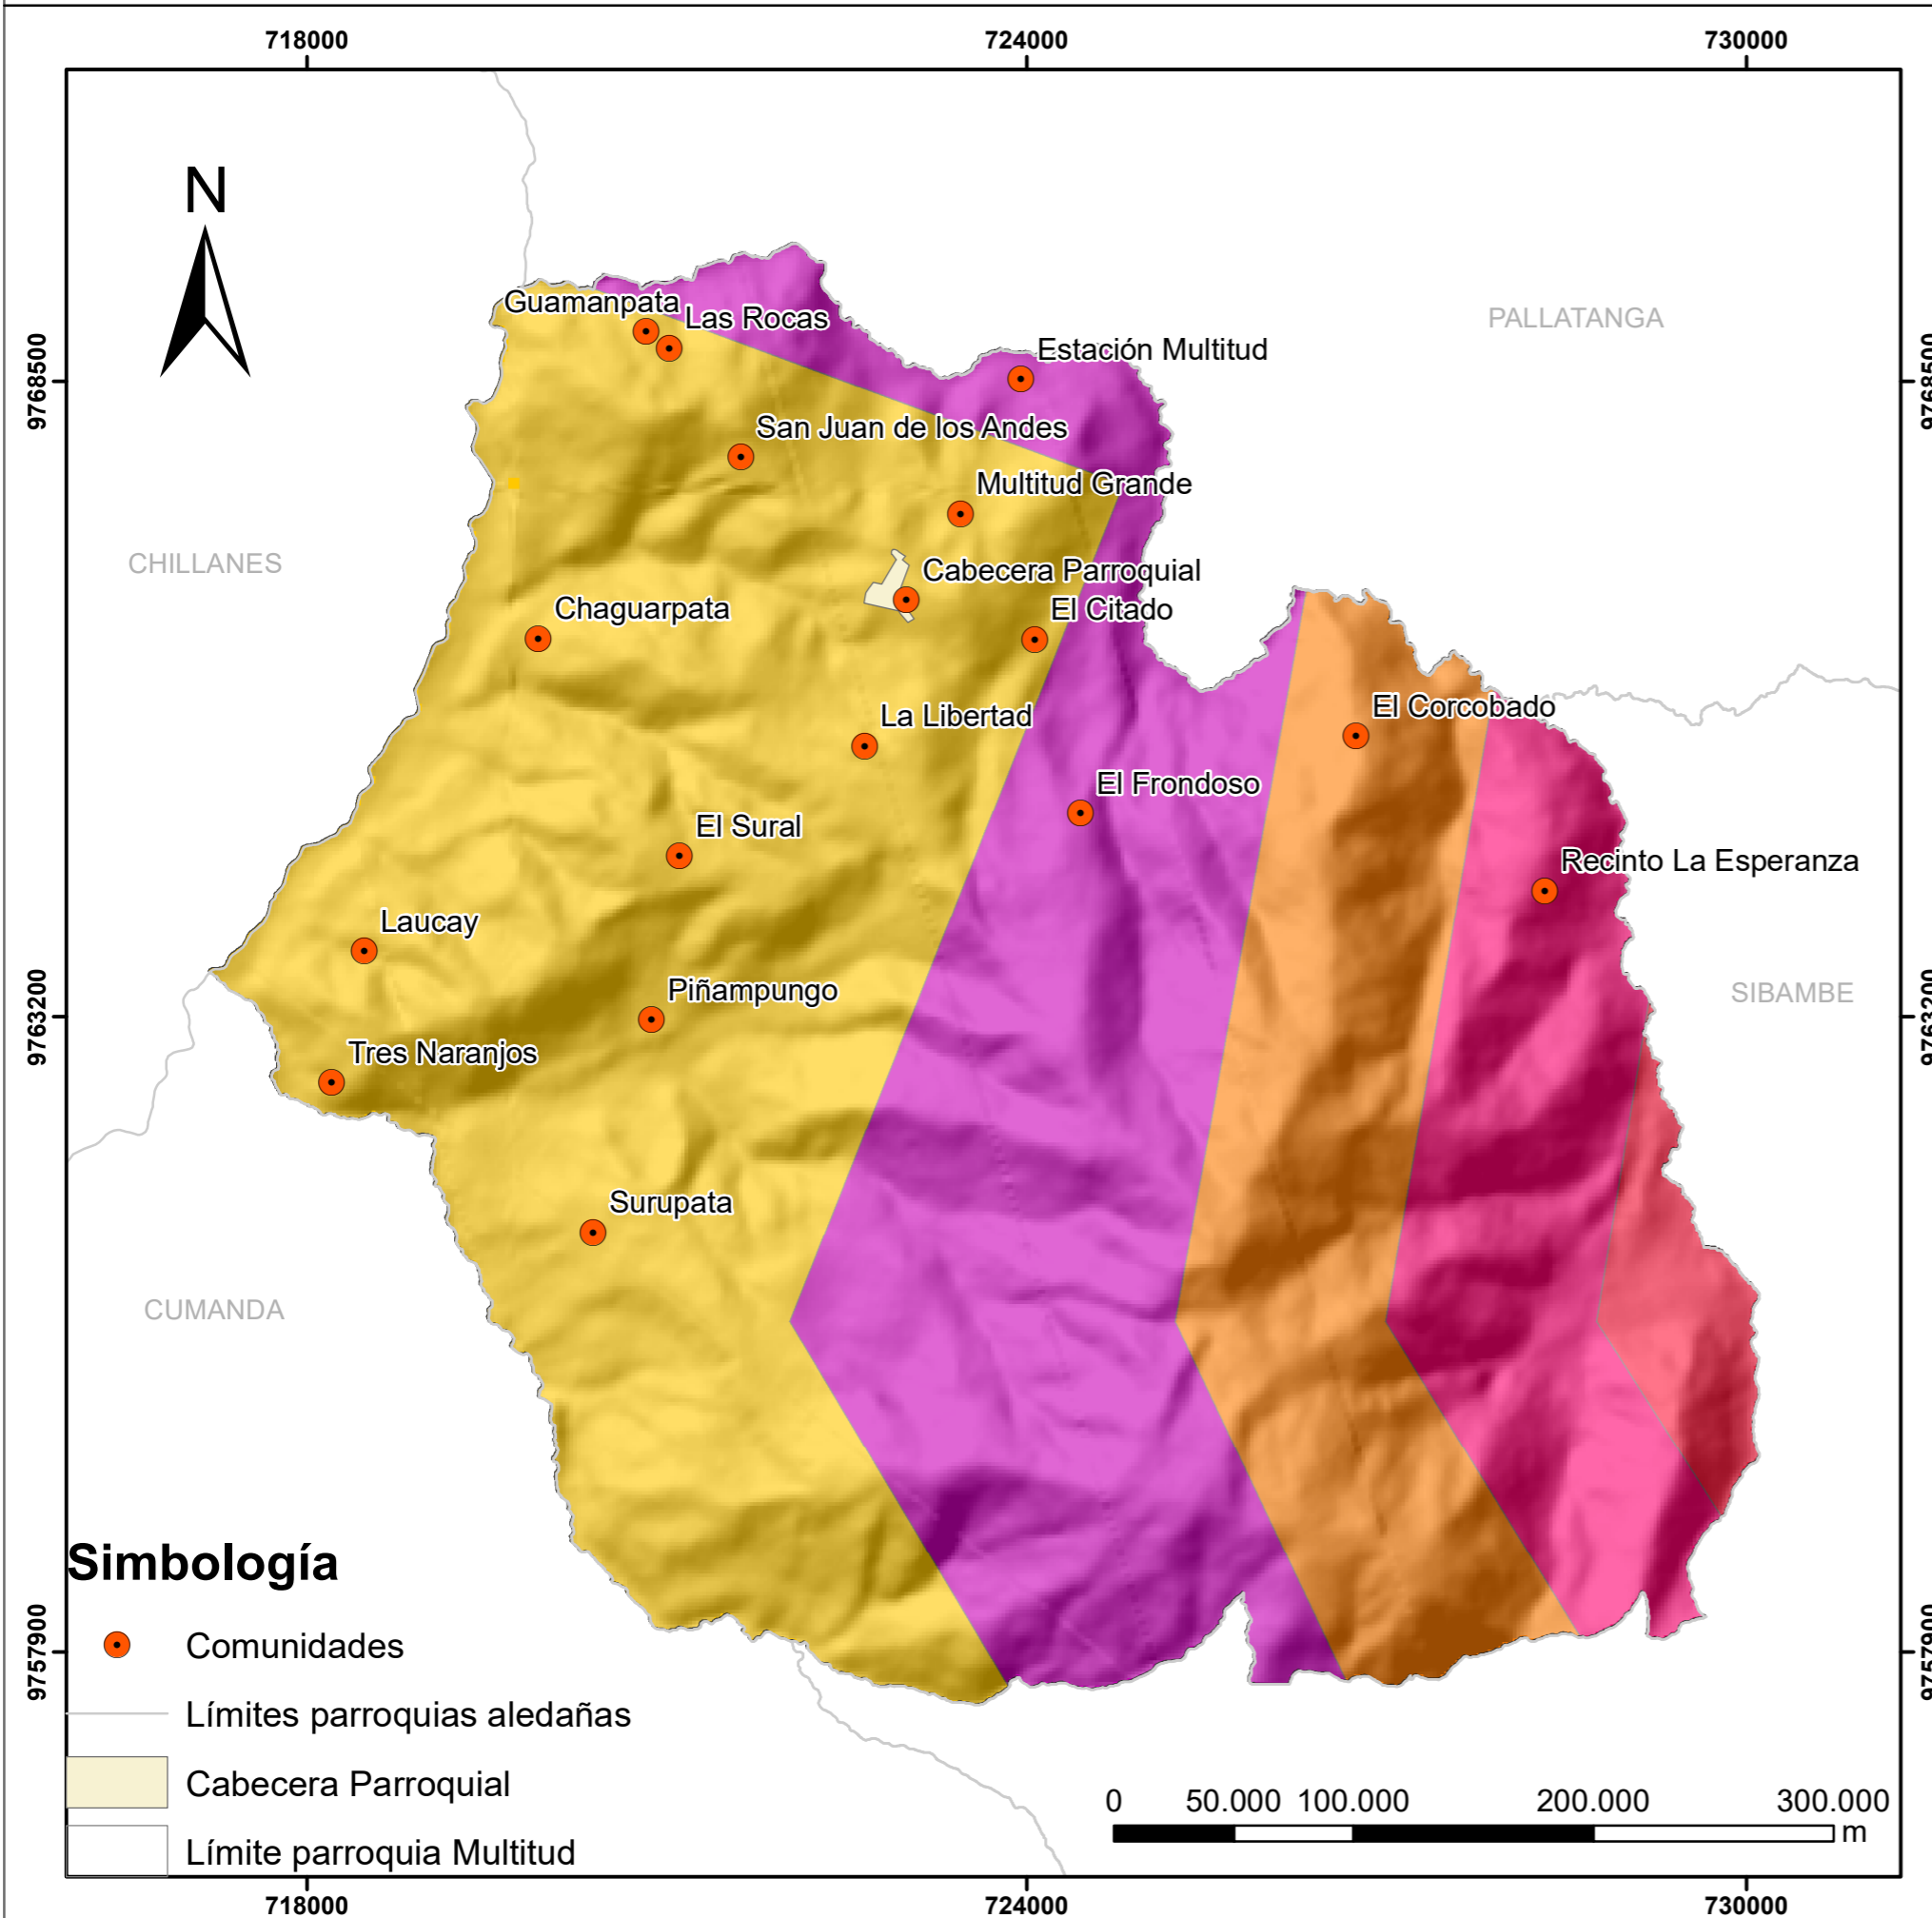 718000
724000
730000
N
Guamanpata
Las Rocas
PALLATANGA
Estación Multitud
9768500
9768500
San Juan de los Andes
Multitud Grande
CHILLANES
Cabecera Parroquial
Chaguarpata
El Citado
La Libertad
El Corcobado
El Frondoso
El Sural
Recinto La Esperanza
Laucay
Piñampungo
SIBAMBE
9763200
9763200
Tres Naranjos
Surupata
CUMANDA
Simbología
Comunidades
9757900
9757900
Límites parroquias aledañas
Cabecera Parroquial
0 50.000 100.000 200.000 300.000
m
Límite parroquia Multitud
718000
724000
730000